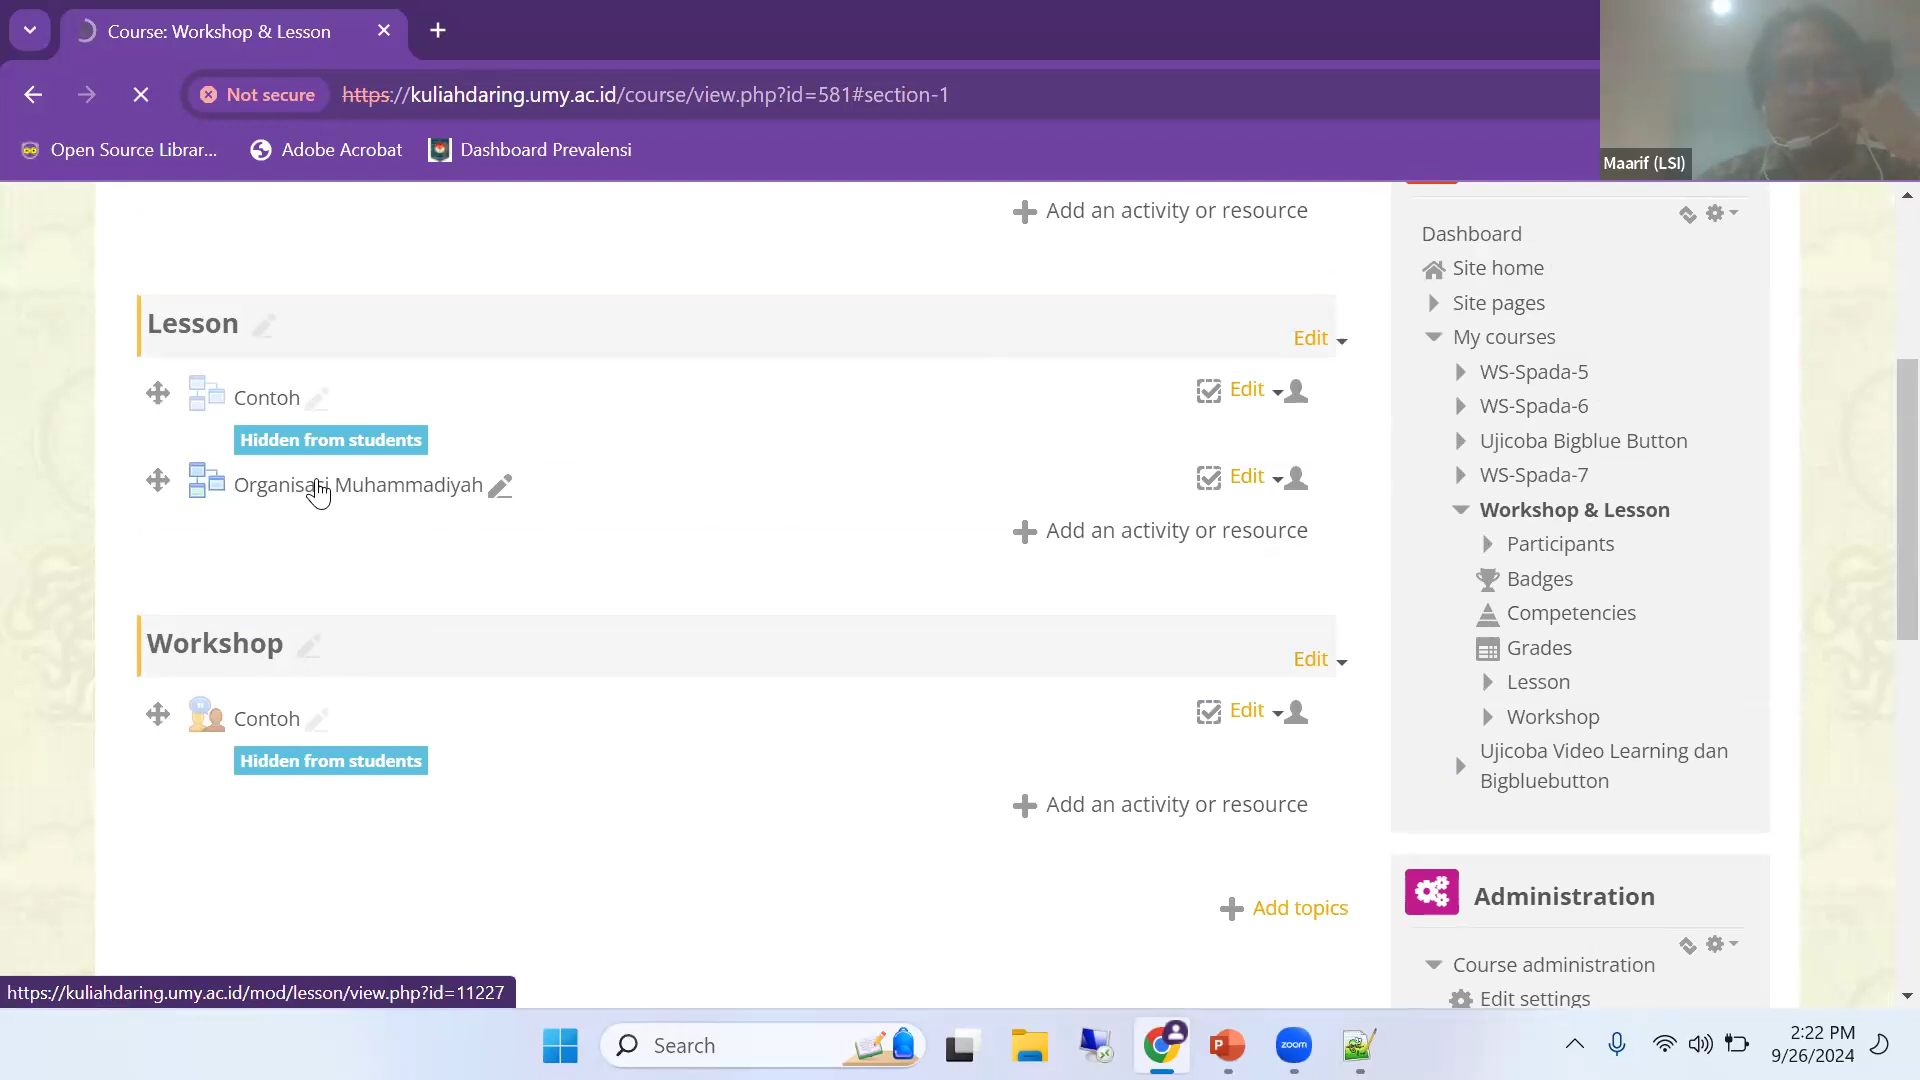 Course: Workshop & Lesson
Not secure
https://kuliahdaring.umy.ac.id/course/view.php?id=581#section-1
Open Source Librar...
Adobe Acrobat
Dashboard Prevalensi
Maarif (LSI)
Add an activity or resource
Lesson
Edit
Contoh
Edit
Hidden from students
Organisasi Muhammadiyah
Edit
Add an activity or resource
Workshop
Edit
Contoh
Edit
Hidden from students
Add an activity or resource
Add topics
Dashboard
Site home
Site pages
My courses
WS-Spada-5
WS-Spada-6
Ujicoba Bigblue Button
WS-Spada-7
Workshop & Lesson
Participants
Badges
Competencies
Grades
Lesson
Workshop
Ujicoba Video Learning dan
Bigbluebutton
Administration
Course administration
Edit settings
https://kuliahdaring.umy.ac.id/mod/lesson/view.php?id=11227
Search
zoom
2:22 PM
9/26/2024